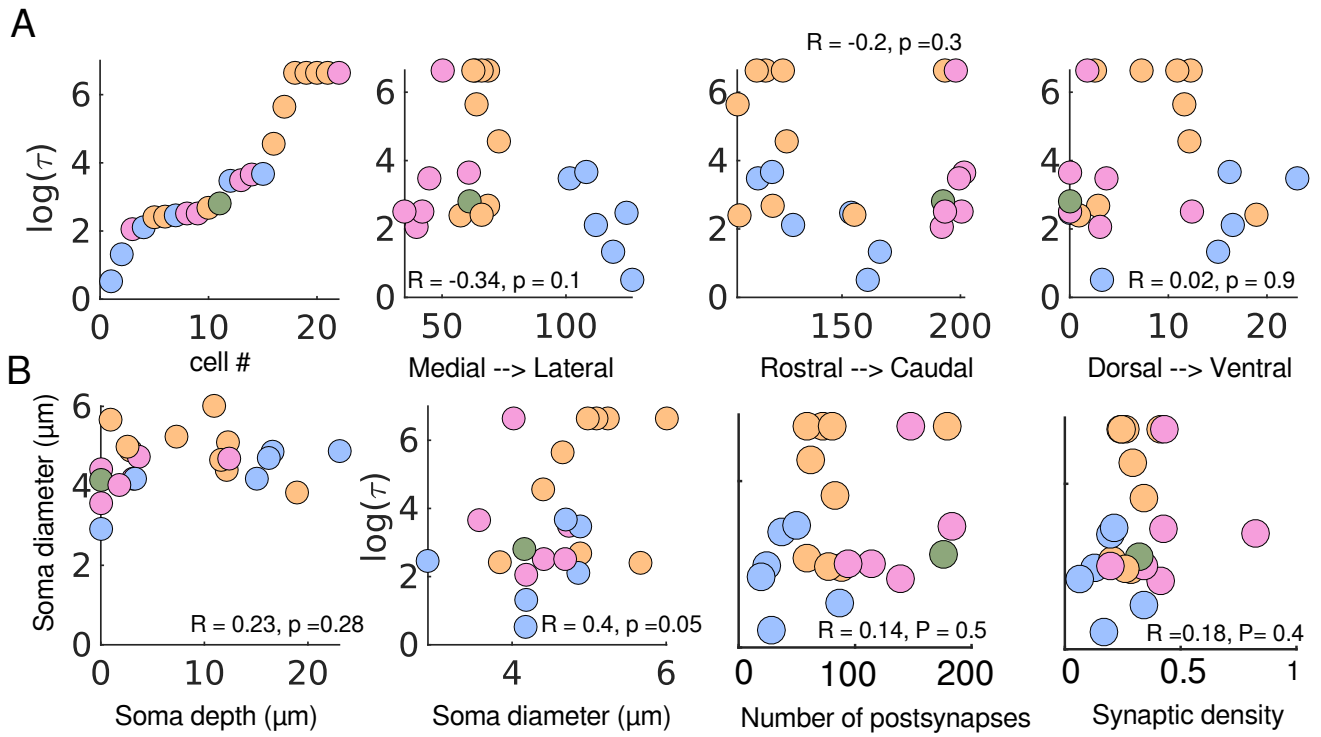 A
R = -0.2, p =0.3
log(τ)
6
4
2
0
0 10 20
cell #
6
4
2
0
R = -0.34, p = 0.1
50 100
Medial --> Lateral
6
4
2
0
150 200
Rostral --> Caudal
6
4
2
0
R = 0.02, p = 0.9
0 10 20
Dorsal --> Ventral
B
Soma diameter (μm)
6
4
2
0
R = 0.23, p =0.28
0 10 20
Soma depth (μm)
log(τ)
6
4
2
0
R = 0.4, p =0.05
4 6
Soma diameter (μm)
R = 0.14, P = 0.5
0 100 200
Number of postsynapses
R =0.18, P= 0.4
0 0.5 1
Synaptic density